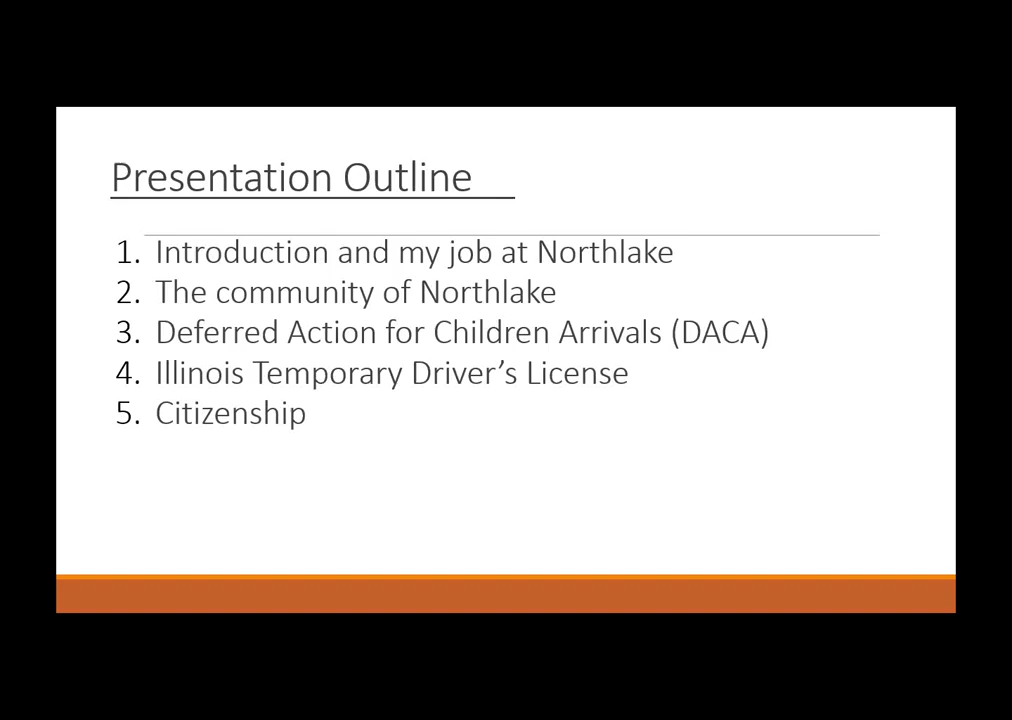 Presentation Outline
1. Introduction and my job at Northlake
2. The community of Northlake
3. Deferred Action for Children Arrivals (DACA)
4. Illinois Temporary Driver’s License
5. Citizenship